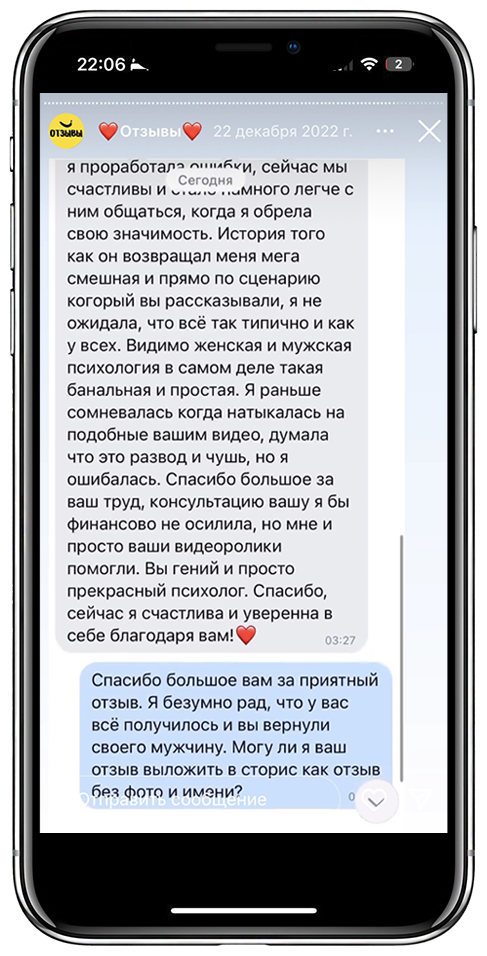 22:06
2
отзывы
❤️Отзывы❤️ 22 декабря 2022 г.
я проработала ошибки, сейчас мы
Сегодня
счастливы и стало намного легче с
ним общаться, когда я обрела
свою значимость. История того
как он возвращал меня мега
смешная и прямо по сценарию
когорый вы рассказывали, я не
ожидала, что всё так типично и как
у всех. Видимо женская и мужская
психология в самом деле такая
банальная и простая. Я раньше
сомневалась когда натыкалась на
подобные вашим видео, думала
что это развод и чушь, но я
ошибалась. Спасибо большое за
ваш труд, консультацию вашу я бы
финансово не осилила, но мне и
просто ваши видеоролики
помогли. Вы гений и просто
прекрасный психолог. Спасибо,
сейчас я счастлива и уверенна в
себе благодаря вам!❤️
03:27
Спасибо большое вам за приятный
отзыв. Я безумно рад, что у вас
всё получилось и вы вернули
своего мужчину. Могу ли я ваш
отзыв выложить в сторис как отзыв
без фото и имени?
Отправить сообщение